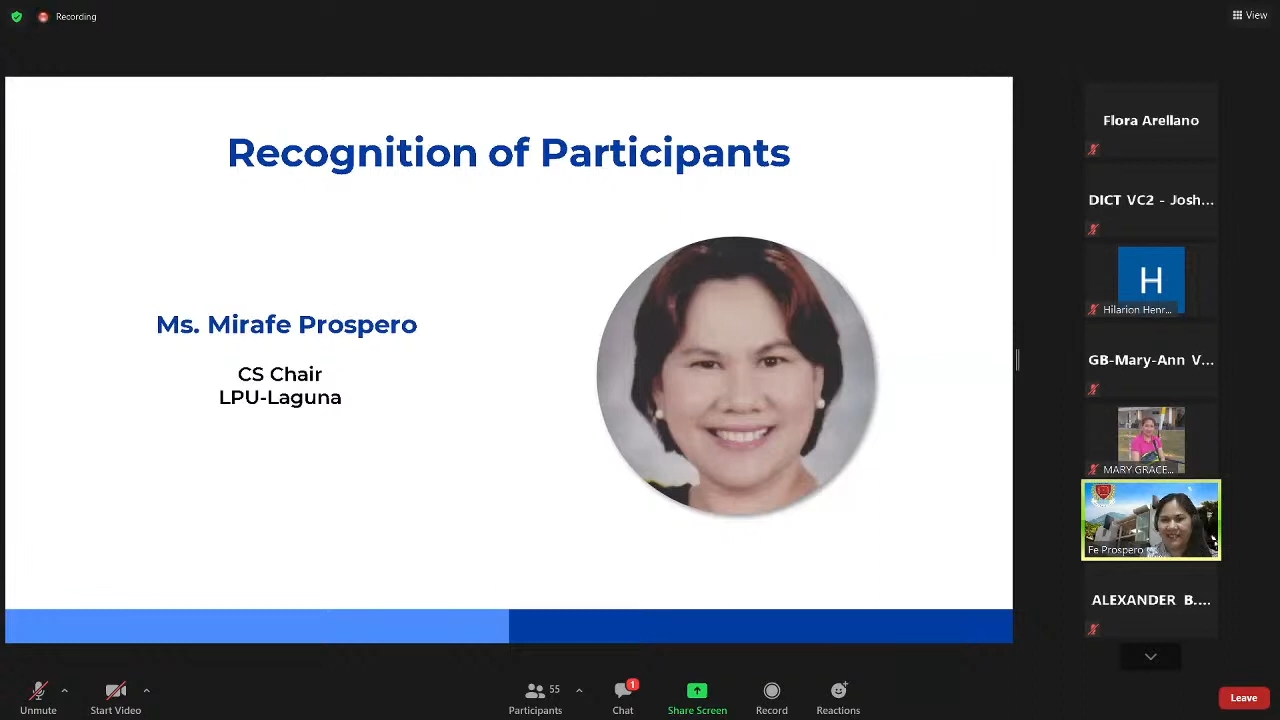 Recording
View
Recognition of Participants
Ms. Mirafe Prospero
CS Chair
LPU-Laguna
Flora Arellano
DICT VC2 - Josh...
H
Hilarion Henr...
GB-Mary-Ann V...
MARY GRACE...
Fe Prospero
ALEXANDER B....
Unmute
Start Video
55
Participants
1
Chat
Share Screen
Record
Reactions
Leave